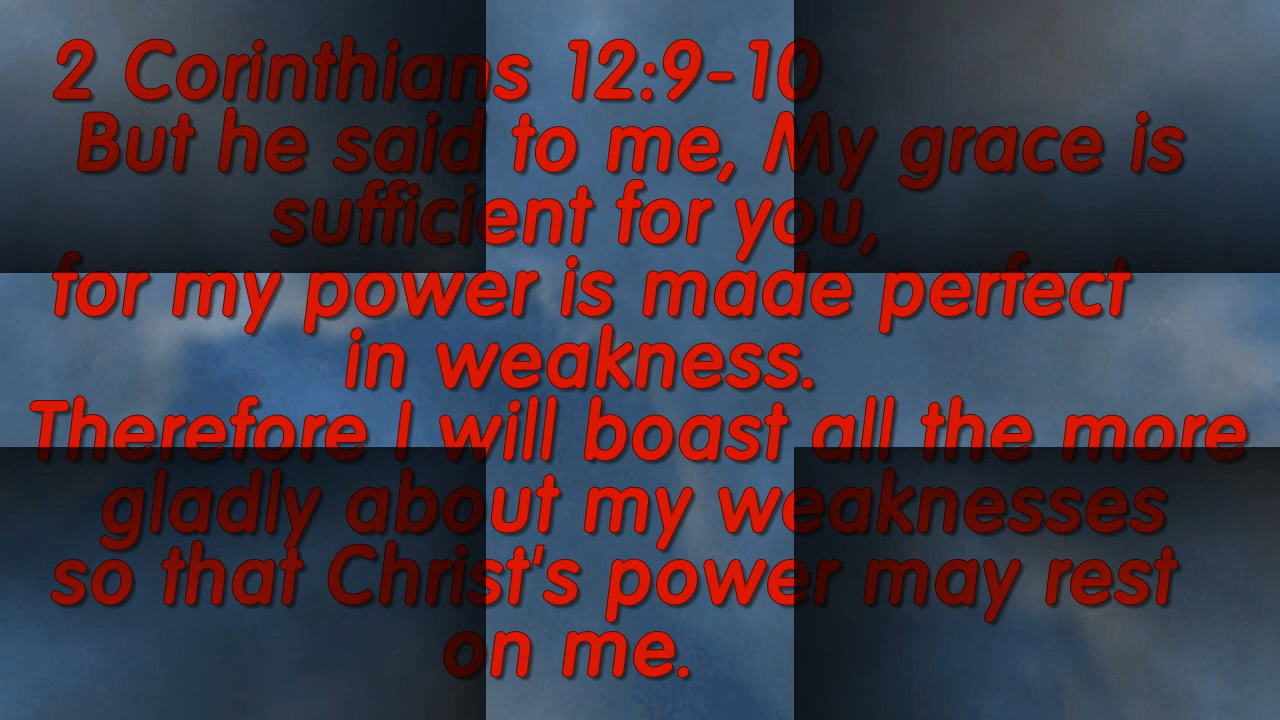 2 Corinthians 12:9-10
But he said to me, My grace is
sufficient for you,
for my power is made perfect
in weakness.
Therefore I will boast all the more
gladly about my weaknesses
so that Christ's power may rest
on me.